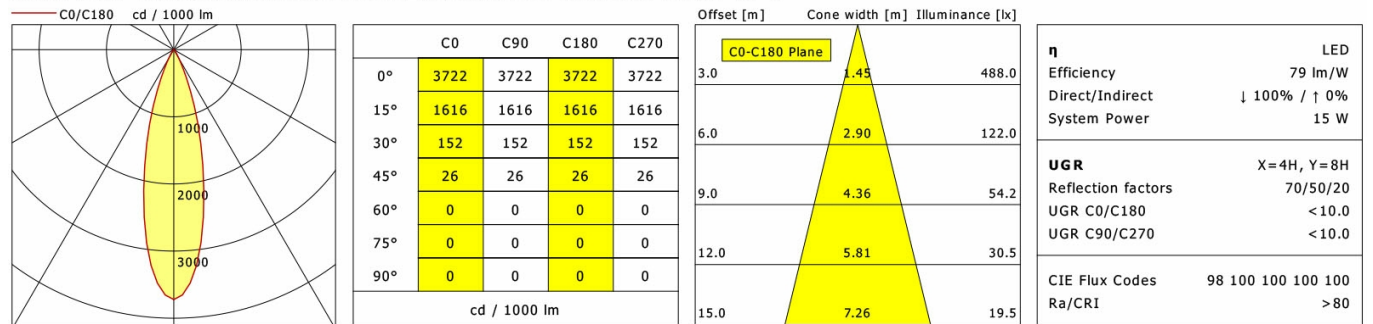 C0/C180 cd / 1000 lm
1000
2000
3000
C0 C90 C180 C270
0° 3722 3722 3722 3722
15° 1616 1616 1616 1616
30° 152 152 152 152
45° 26 26 26 26
60° 0 0 0 0
75° 0 0 0 0
90° 0 0 0 0
cd / 1000 lm
Offset [m] Cone width [m] Illuminance [lx]
C0-C180 Plane
3.0 1.45 488.0
6.0 2.90 122.0
9.0 4.36 54.2
12.0 5.81 30.5
15.0 7.26 19.5
η LED
Efficiency 79 lm/W
Direct/Indirect ↓ 100% / ↑ 0%
System Power 15 W
UGR X=4H, Y=8H
Reflection factors 70/50/20
UGR C0/C180 <10.0
UGR C90/C270 <10.0
CIE Flux Codes 98 100 100 100 100
Ra/CRI >80